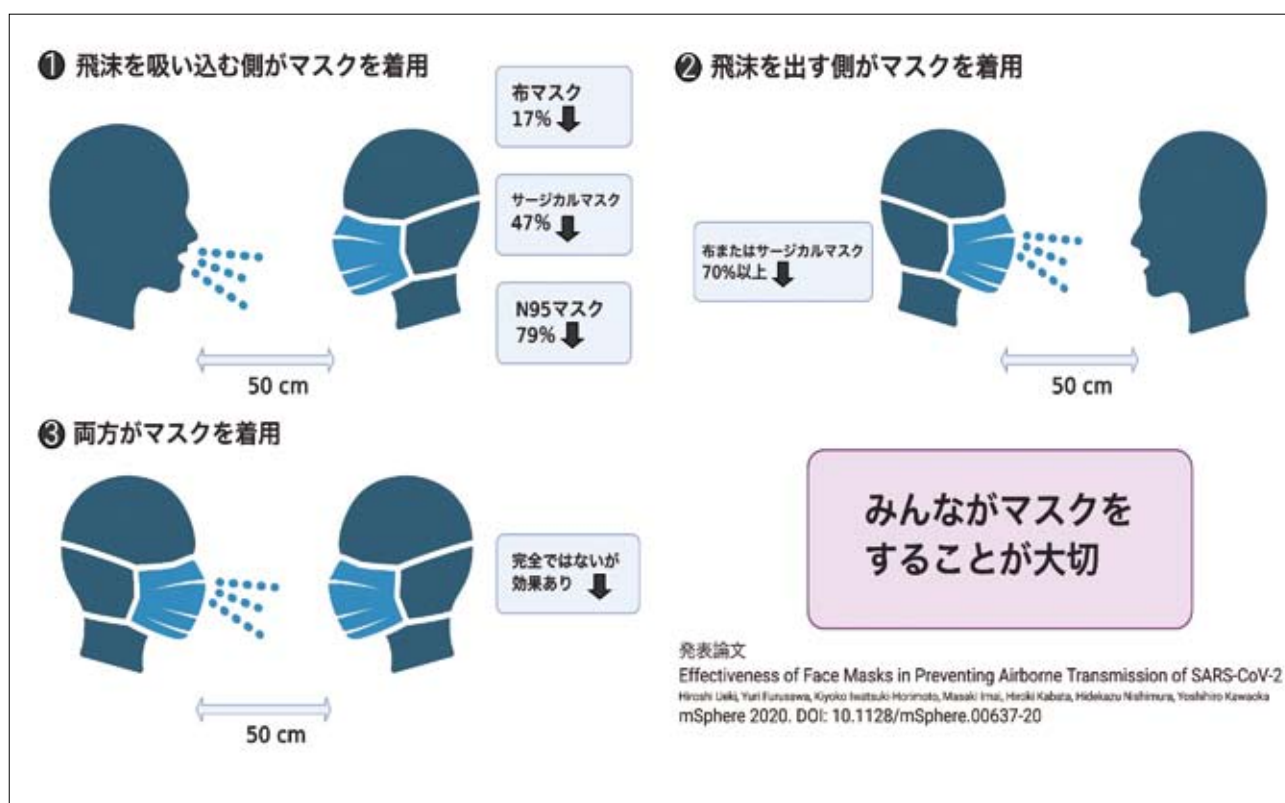 ❶ 飛沫を吸い込む側がマスクを着用
布マスク
17%
サージカルマスク
47%
N95マスク
79%
50 cm
❷ 飛沫を出す側がマスクを着用
布またはサージカルマスク
70%以上
50 cm
❸ 両方がマスクを着用
完全ではないが
効果あり
50 cm
みんながマスクを
することが大切
発表論文
Effectiveness of Face Masks in Preventing Airborne Transmission of SARS-CoV-2
Hiroshi Ueki, Yuri Furusawa, Kiyoko Iwatsuki-Horimoto, Masaki Imai, Hiroki Kabata, Hidekazu Nishimura, Yoshihiro Kawaoka
mSphere 2020. DOI: 10.1128/mSphere.00637-20